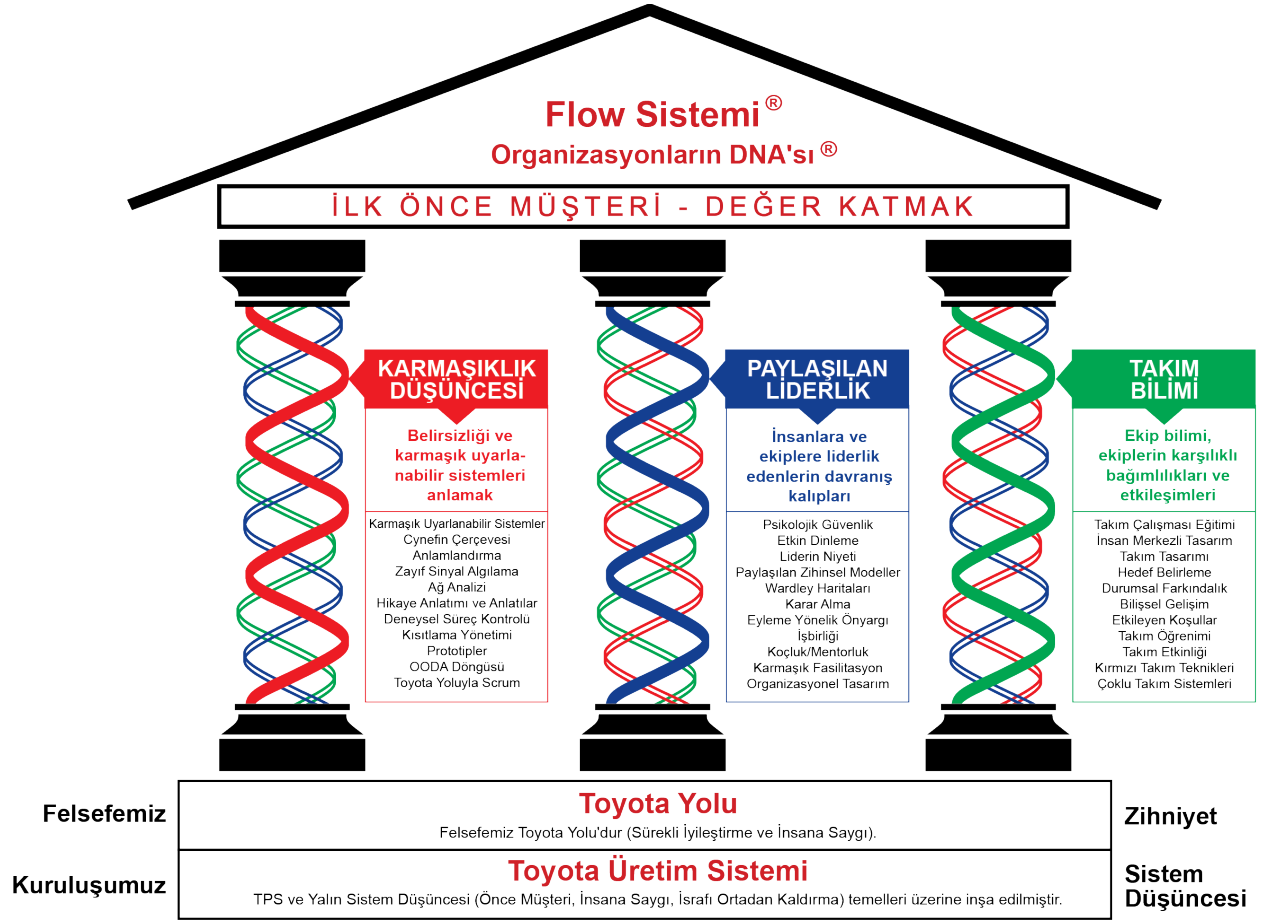 Flow Sistemi®
Organizasyonların DNA'sı®
İLK ÖNCE MÜŞTERİ - DEĞER KATMAK
KARMAŞIKLIK
DÜŞÜNCESİ
Belirsizliği ve
karmaşık uyarla-
nabilir sistemleri
anlamak
Karmaşık Uyarlanabilir Sistemler
Cynefin Çerçevesi
Anlamlandırma
Zayıf Sinyal Algılama
Ağ Analizi
Hikaye Anlatımı ve Anlatılar
Deneysel Süreç Kontrolü
Kısıtlama Yönetimi
Prototipler
OODA Döngüsü
Toyota Yoluyla Scrum
PAYLAŞILAN
LİDERLİK
İnsanlara ve
ekiplere liderlik
edenlerin davranış
kalıpları
Psikolojik Güvenlik
Etkin Dinleme
Liderin Niyeti
Paylaşılan Zihinsel Modeller
Wardley Haritaları
Karar Alma
Eyleme Yönelik Önyargı
İşbirliği
Koçluk/Mentorluk
Karmaşık Fasilitasyon
Organizasyonel Tasarım
TAKIM
BİLİMİ
Ekip bilimi,
ekiplerin karşılıklı
bağımlılıkları ve
etkileşimleri
Takım Çalışması Eğitimi
İnsan Merkezli Tasarım
Takım Tasarımı
Hedef Belirleme
Durumsal Farkındalık
Bilişsel Gelişim
Etkileyen Koşullar
Takım Öğrenimi
Takım Etkinliği
Kırmızı Takım Teknikleri
Çoklu Takım Sistemleri
Felsefemiz
Toyota Yolu
Felsefemiz Toyota Yolu'dur (Sürekli İyileştirme ve İnsana Saygı).
Zihniyet
Kuruluşumuz
Toyota Üretim Sistemi
TPS ve Yalın Sistem Düşüncesi (Önce Müşteri, İnsana Saygı, İsrafı Ortadan Kaldırma) temelleri üzerine inşa edilmiştir.
Sistem
Düşüncesi